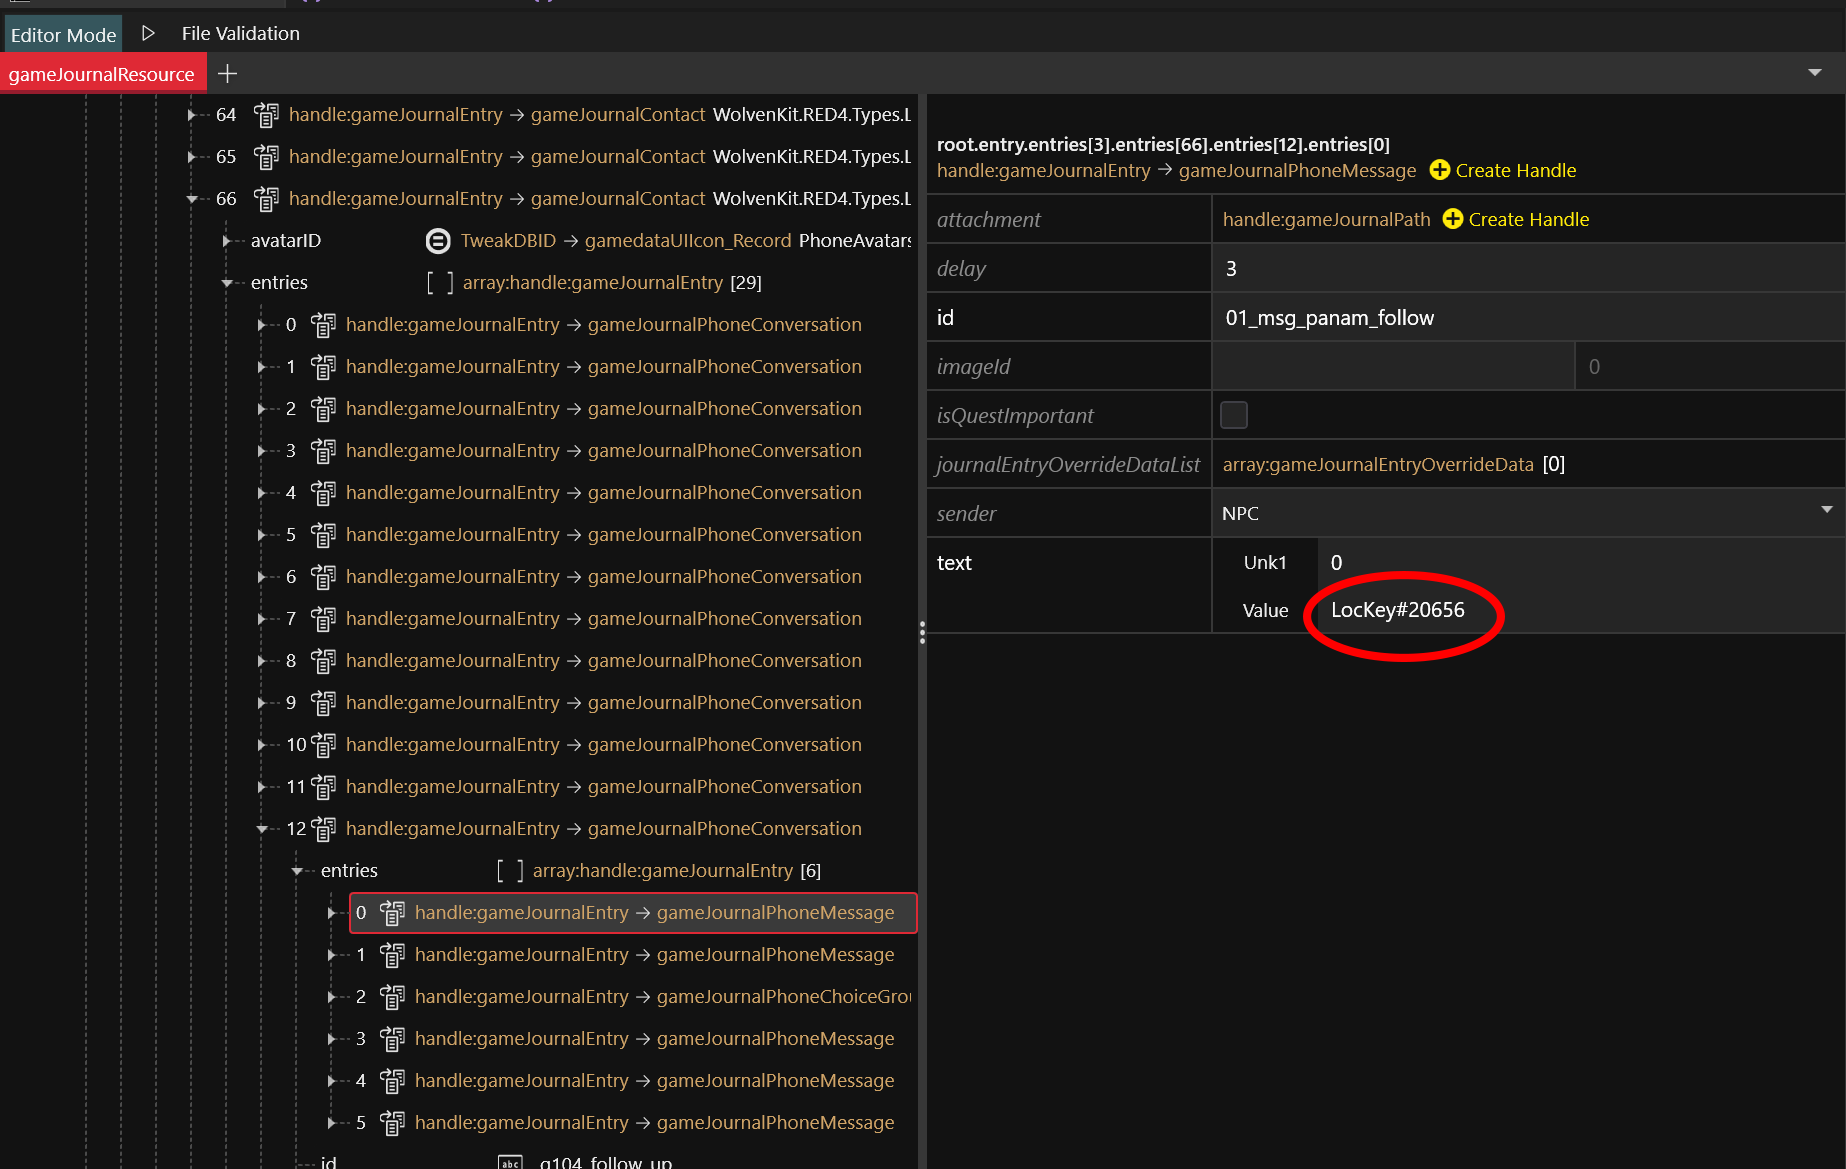 Editor Mode File Validation
gameJournalResource
64 handle:gameJournalEntry → gameJournalContact WolvenKit.RED4.Types.L
65 handle:gameJournalEntry → gameJournalContact WolvenKit.RED4.Types.L
66 handle:gameJournalEntry → gameJournalContact WolvenKit.RED4.Types.L
avatarID TweakDBID → gamedataUIIcon_Record PhoneAvatars
entries [ ] array:handle:gameJournalEntry [29]
0 handle:gameJournalEntry → gameJournalPhoneConversation
1 handle:gameJournalEntry → gameJournalPhoneConversation
2 handle:gameJournalEntry → gameJournalPhoneConversation
3 handle:gameJournalEntry → gameJournalPhoneConversation
4 handle:gameJournalEntry → gameJournalPhoneConversation
5 handle:gameJournalEntry → gameJournalPhoneConversation
6 handle:gameJournalEntry → gameJournalPhoneConversation
7 handle:gameJournalEntry → gameJournalPhoneConversation
8 handle:gameJournalEntry → gameJournalPhoneConversation
9 handle:gameJournalEntry → gameJournalPhoneConversation
10 handle:gameJournalEntry → gameJournalPhoneConversation
11 handle:gameJournalEntry → gameJournalPhoneConversation
12 handle:gameJournalEntry → gameJournalPhoneConversation
entries [ ] array:handle:gameJournalEntry [6]
0 handle:gameJournalEntry → gameJournalPhoneMessage
1 handle:gameJournalEntry → gameJournalPhoneMessage
2 handle:gameJournalEntry → gameJournalPhoneChoiceGrou
3 handle:gameJournalEntry → gameJournalPhoneMessage
4 handle:gameJournalEntry → gameJournalPhoneMessage
5 handle:gameJournalEntry → gameJournalPhoneMessage
id abc q104_follow_up
root.entry.entries[3].entries[66].entries[12].entries[0]
handle:gameJournalEntry → gameJournalPhoneMessage Create Handle
attachment handle:gameJournalPath Create Handle
delay 3
id 01_msg_panam_follow
imageId 0
isQuestImportant
journalEntryOverrideDataList array:gameJournalEntryOverrideData [0]
sender NPC
text Unk1 0
Value LocKey#20656